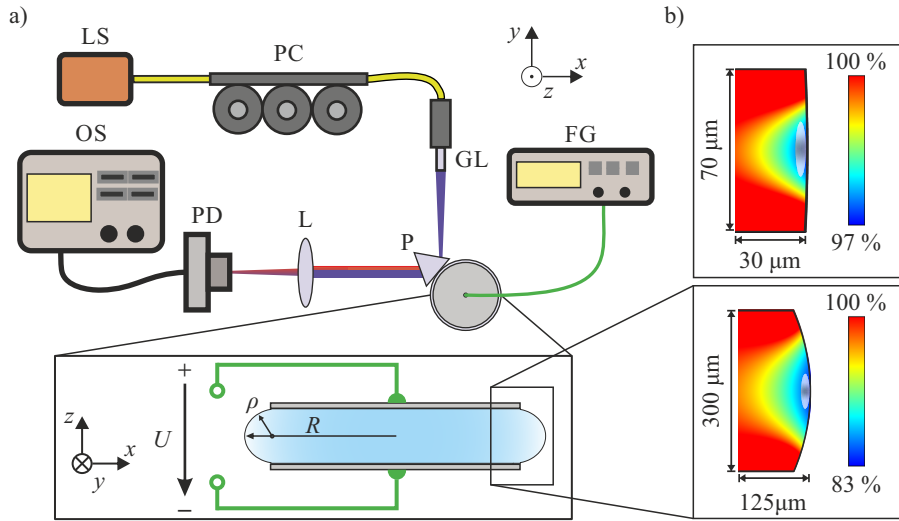 a)
LS
PC
y
x
z
OS
GL
FG
PD
L
P
+
U
−
z
x
y
ρ
R
b)
100 %
70 µm
97 %
30 µm
100 %
300 µm
83 %
125µm